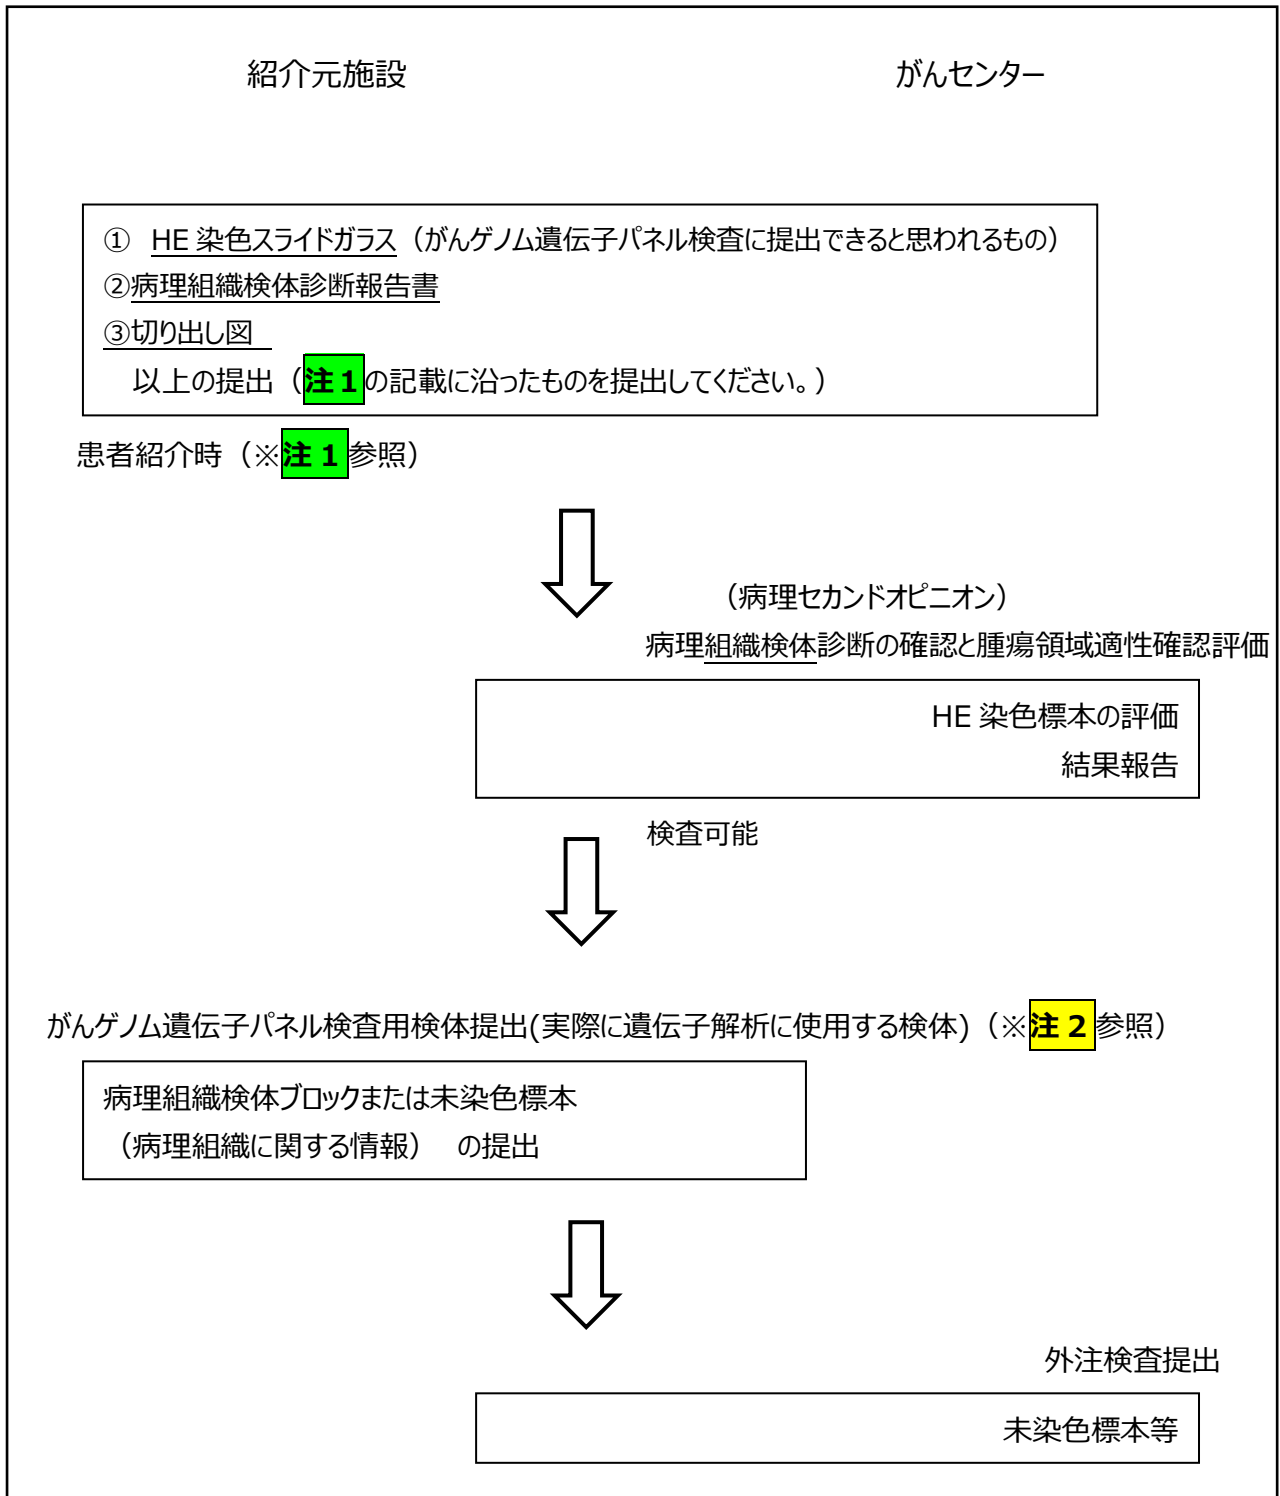 紹介元施設 がんセンター
① HE 染色スライドガラス（がんゲノム遺伝子パネル検査に提出できると思われるもの）
②病理組織検体診断報告書
③切り出し図
以上の提出（注１の記載に沿ったものを提出してください。）
患者紹介時（※注 1 参照）
（病理セカンドオピニオン）
病理組織検体診断の確認と腫瘍領域適性確認評価
HE 染色標本の評価
結果報告
検査可能
がんゲノム遺伝子パネル検査用検体提出(実際に遺伝子解析に使用する検体)（※注 2 参照）
病理組織検体ブロックまたは未染色標本
（病理組織に関する情報） の提出
外注検査提出
未染色標本等